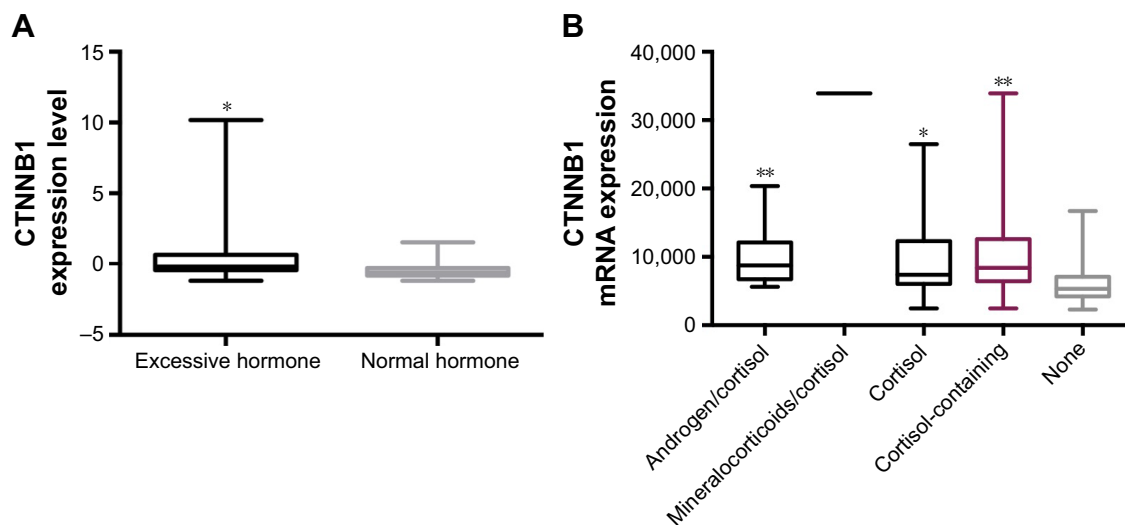 A
CTNNB1
expression level
15
10
5
0
–5
*
Excessive hormone
Normal hormone
B
CTNNB1
mRNA expression
40,000
30,000
20,000
10,000
0
**
*
**
Androgen/cortisol
Mineralocorticoids/cortisol
Cortisol
Cortisol-containing
None